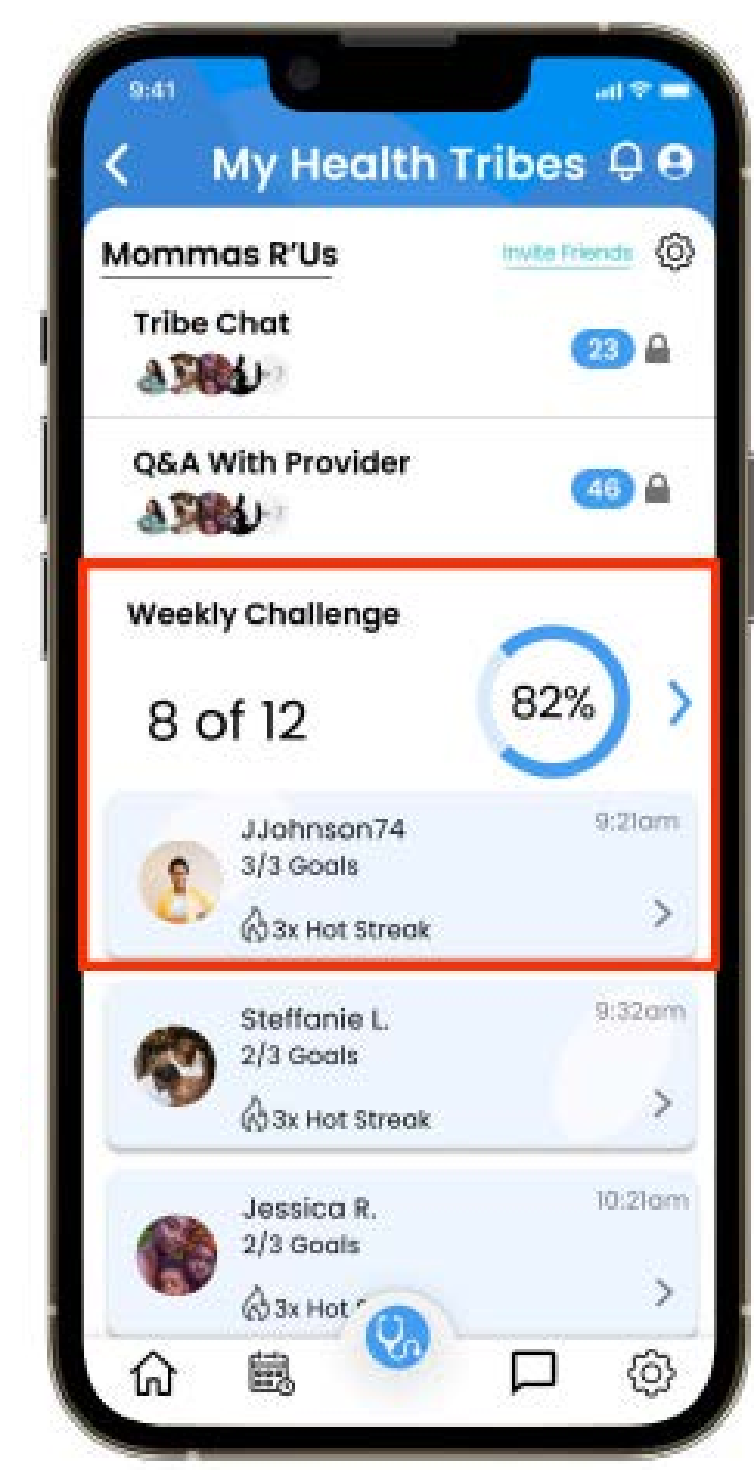 9:41
My Health Tribes
Mommas R'Us
Invite Friends
Tribe Chat
23
Q&A With Provider
46
Weekly Challenge
8 of 12
82%
JJohnson74
9:21am
3/3 Goals
3x Hot Streak
Steffanie L.
9:32am
2/3 Goals
3x Hot Streak
Jessica R.
10:21am
2/3 Goals
3x Hot